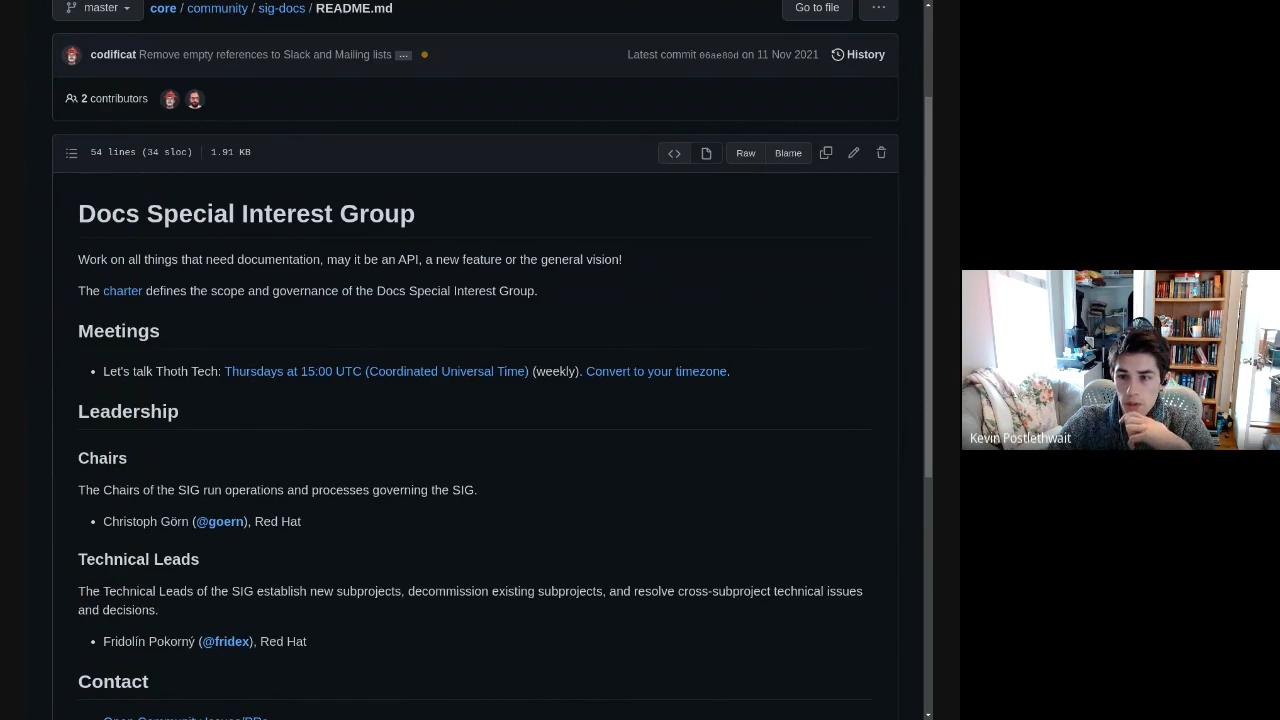 master
core / community / sig-docs / README.md
Go to file
...
codificat Remove empty references to Slack and Mailing lists ...
Latest commit 06ae80d on 11 Nov 2021
History
2 contributors
54 lines (34 sloc) 1.91 KB
Raw
Blame
Docs Special Interest Group
Work on all things that need documentation, may it be an API, a new feature or the general vision!
The charter defines the scope and governance of the Docs Special Interest Group.
Meetings
• Let's talk Thoth Tech: Thursdays at 15:00 UTC (Coordinated Universal Time) (weekly). Convert to your timezone.
Leadership
Chairs
The Chairs of the SIG run operations and processes governing the SIG.
• Christoph Görn (@goern), Red Hat
Technical Leads
The Technical Leads of the SIG establish new subprojects, decommission existing subprojects, and resolve cross-subproject technical issues
and decisions.
• Fridolín Pokorný (@fridex), Red Hat
Contact
Open Community Issues/PRs
Kevin Postlethwait